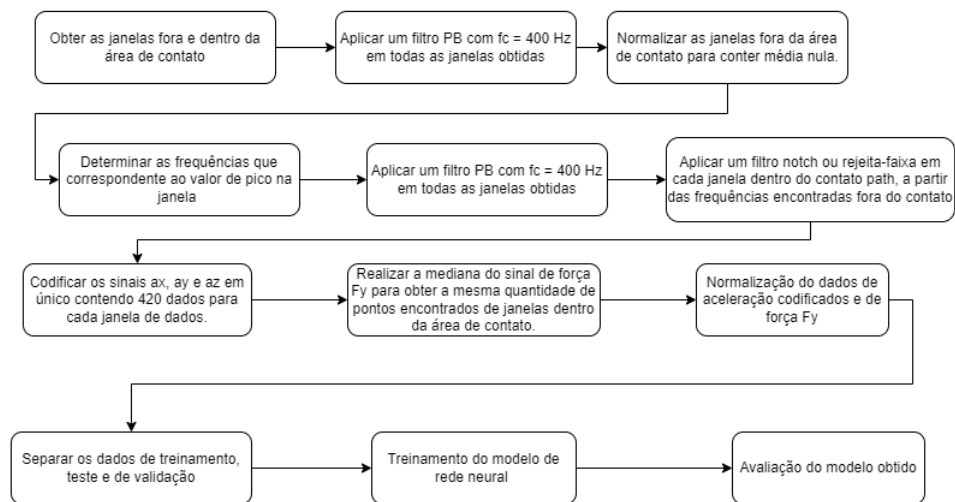 Obter as janelas fora e dentro da
área de contato
Aplicar um filtro PB com fc = 400 Hz
em todas as janelas obtidas
Normalizar as janelas fora da área
de contato para conter média nula.
Determinar as frequências que
correspondente ao valor de pico na
janela
Aplicar um filtro PB com fc = 400 Hz
em todas as janelas obtidas
Aplicar um filtro notch ou rejeita-faixa em
cada janela dentro do contato path, a partir
das frequências encontradas fora do contato
Codificar os sinais ax, ay e az em
único contendo 420 dados para
cada janela de dados.
Realizar a mediana do sinal de força
Fy para obter a mesma quantidade de
pontos encontrados de janelas dentro
da área de contato.
Normalização do dados de
aceleração codificados e de
força Fy
Separar os dados de treinamento,
teste e de validação
Treinamento do modelo de
rede neural
Avaliação do modelo obtido